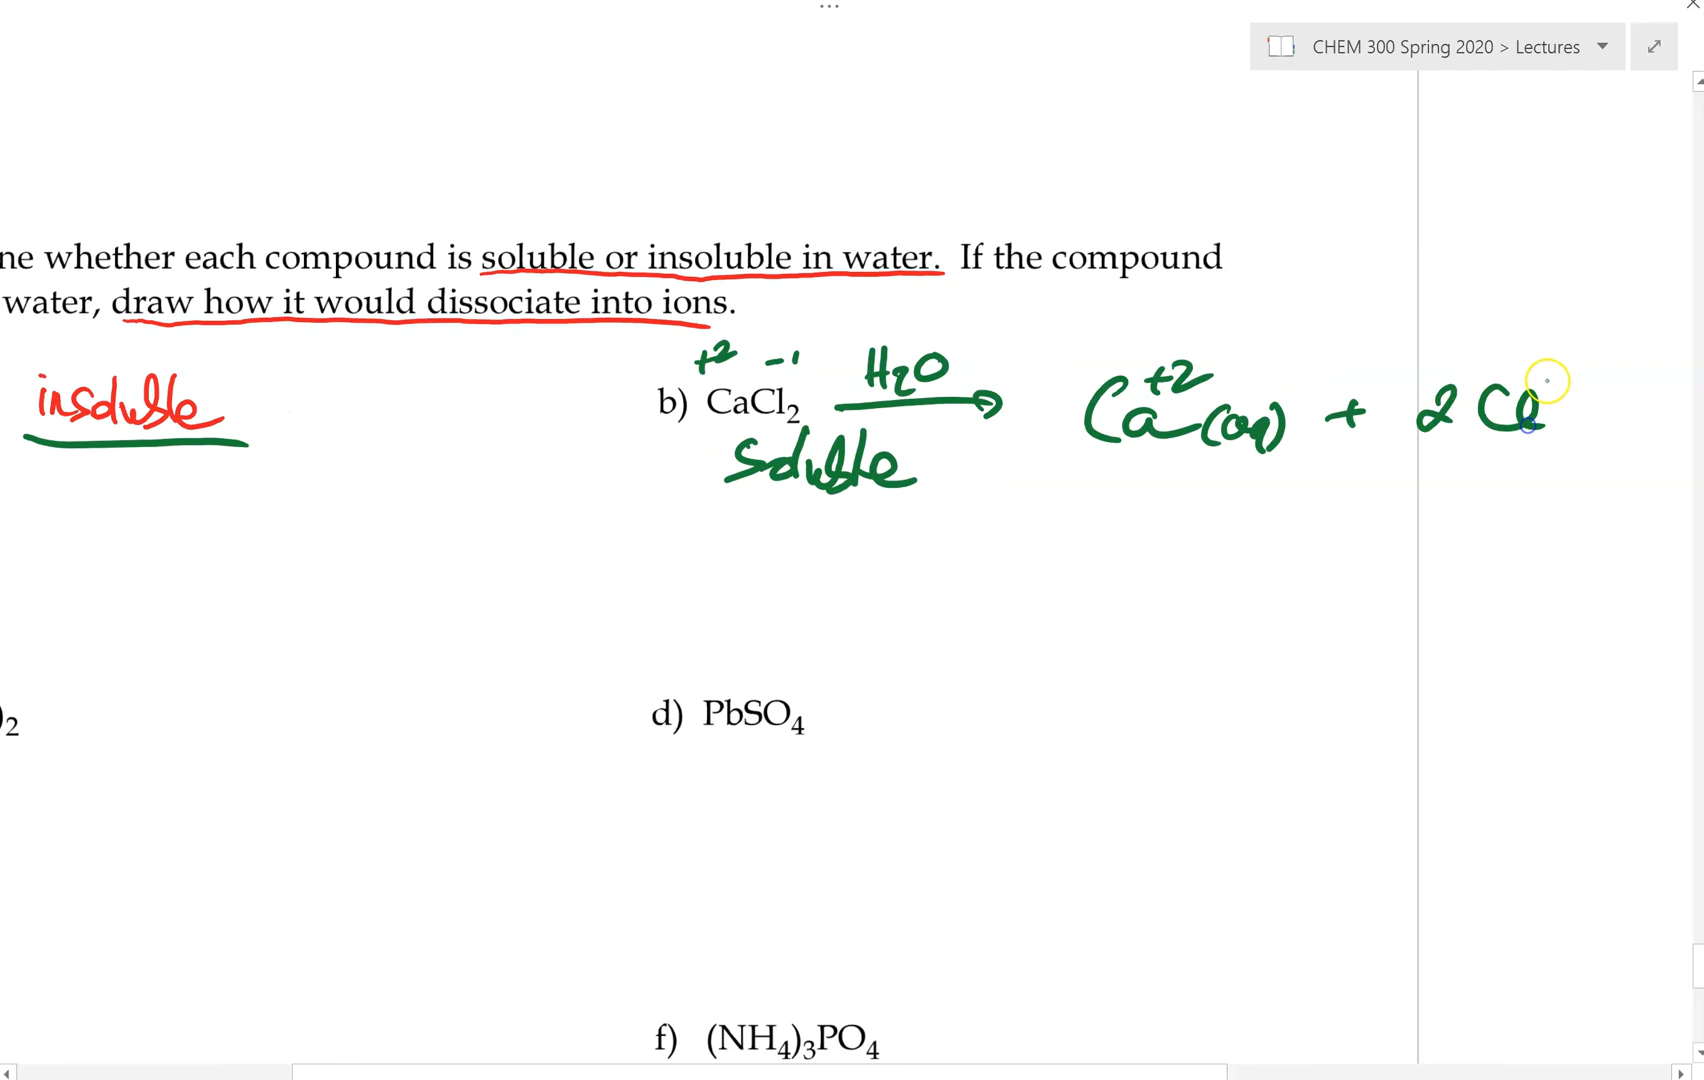 CHEM 300 Spring 2020 > Lectures
ne whether each compound is soluble or insoluble in water. If the compound
water, draw how it would dissociate into ions.
insoluble
+2 -1
b) CaCl₂ H₂O → Ca⁺² (aq) + 2 Cl
soluble
)₂
d) PbSO₄
f) (NH₄)₃PO₄